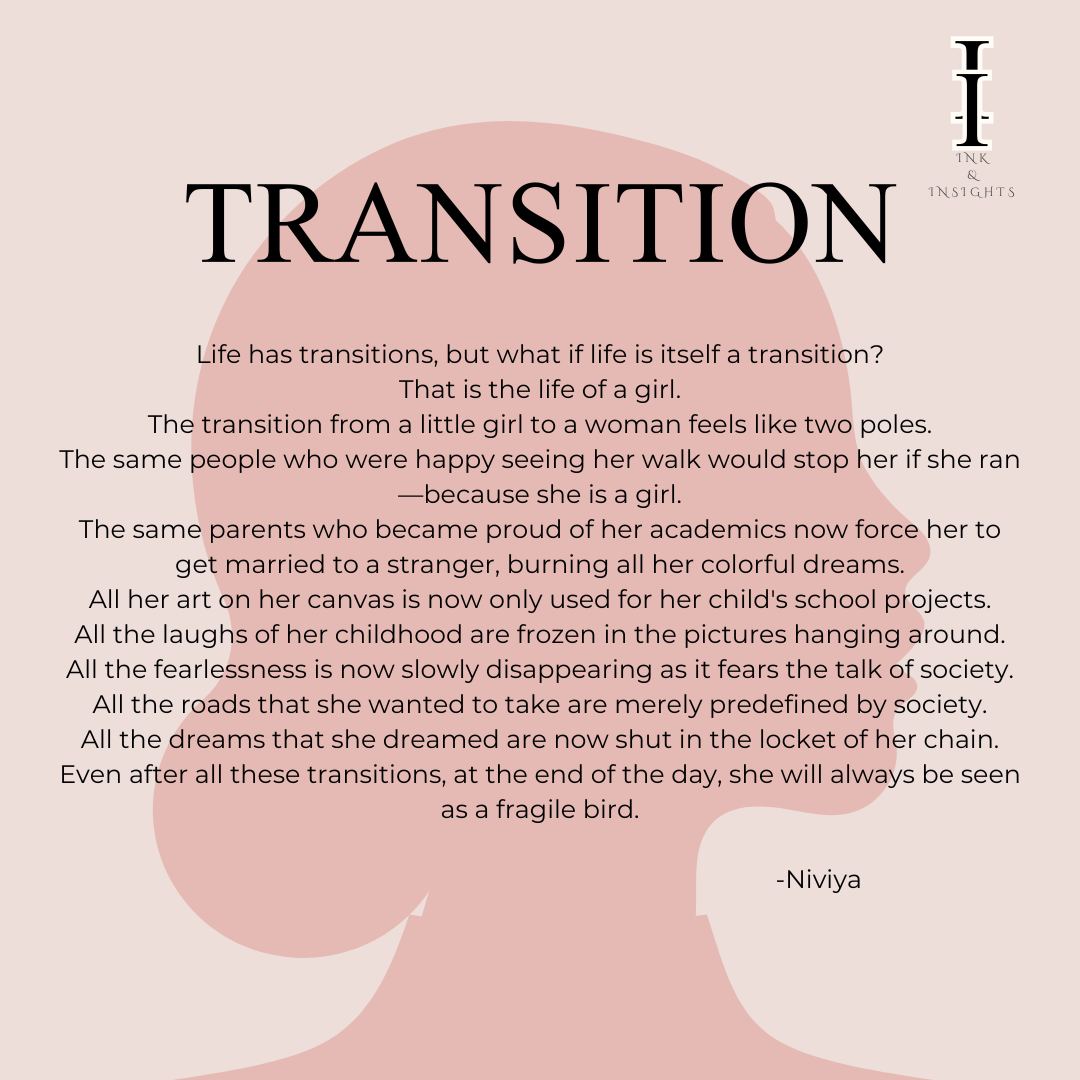 I
I
INK
&
INSIGHTS
TRANSITION
Life has transitions, but what if life is itself a transition?
That is the life of a girl.
The transition from a little girl to a woman feels like two poles.
The same people who were happy seeing her walk would stop her if she ran
—because she is a girl.
The same parents who became proud of her academics now force her to
get married to a stranger, burning all her colorful dreams.
All her art on her canvas is now only used for her child's school projects.
All the laughs of her childhood are frozen in the pictures hanging around.
All the fearlessness is now slowly disappearing as it fears the talk of society.
All the roads that she wanted to take are merely predefined by society.
All the dreams that she dreamed are now shut in the locket of her chain.
Even after all these transitions, at the end of the day, she will always be seen
as a fragile bird.
-Niviya